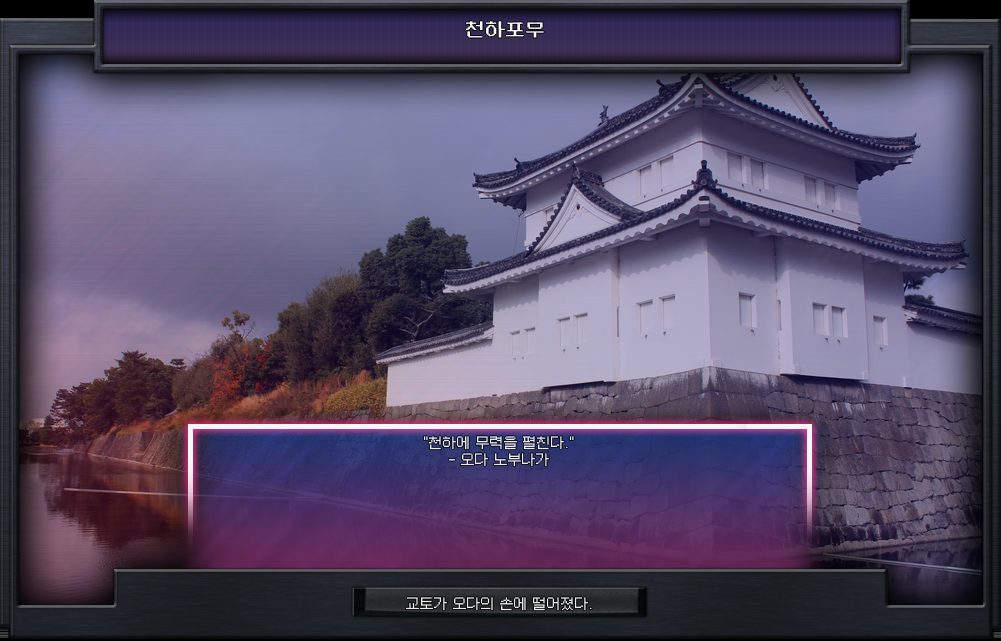 천하포무
"천하에 무력을 펼친다."
- 오다 노부나가
교토가 오다의 손에 떨어졌다.